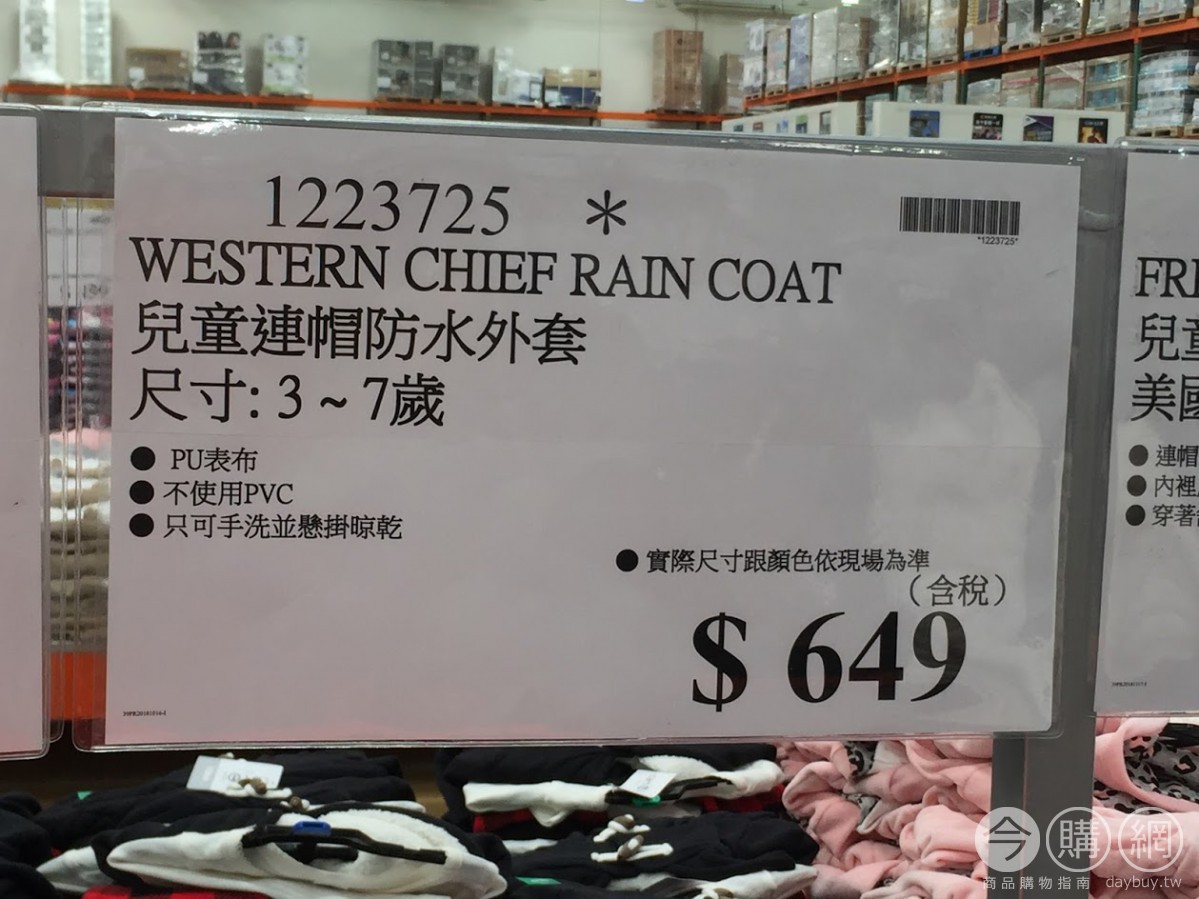 1223725 *
*1223725*
WESTERN CHIEF RAIN COAT
兒童連帽防水外套
尺寸: 3 ~ 7歲
● PU表布
● 不使用PVC
● 只可手洗並懸掛晾乾
● 實際尺寸跟顏色依現場為準
(含稅)
$ 649
FRE
兒童
美國
● 連帽
● 內裡
● 穿著
今購網
商品購物指南 daybuy.tw